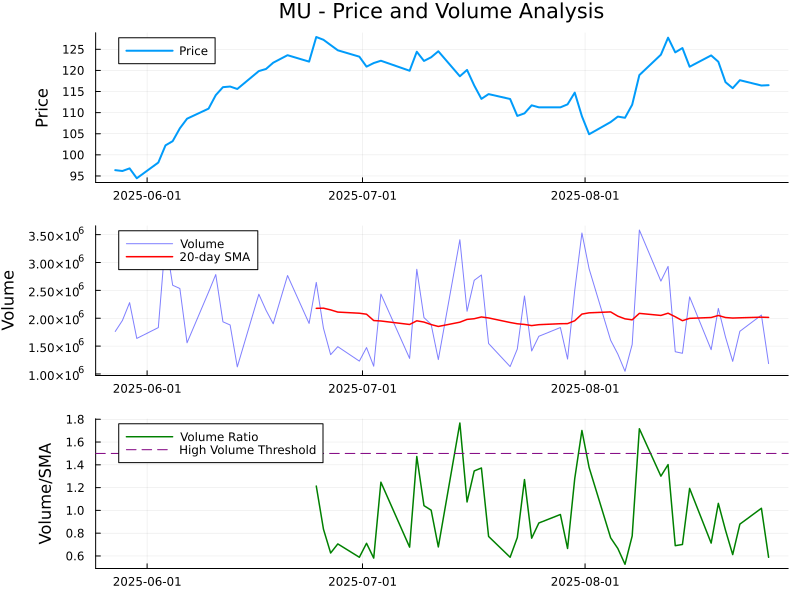 MU - Price and Volume Analysis
Price
125
120
115
110
105
100
95
Price
2025-06-01 2025-07-01 2025-08-01
Volume
3.50×10⁶
3.00×10⁶
2.50×10⁶
2.00×10⁶
1.50×10⁶
1.00×10⁶
Volume
20-day SMA
2025-06-01 2025-07-01 2025-08-01
Volume/SMA
1.8
1.6
1.4
1.2
1.0
0.8
0.6
Volume Ratio
High Volume Threshold
2025-06-01 2025-07-01 2025-08-01